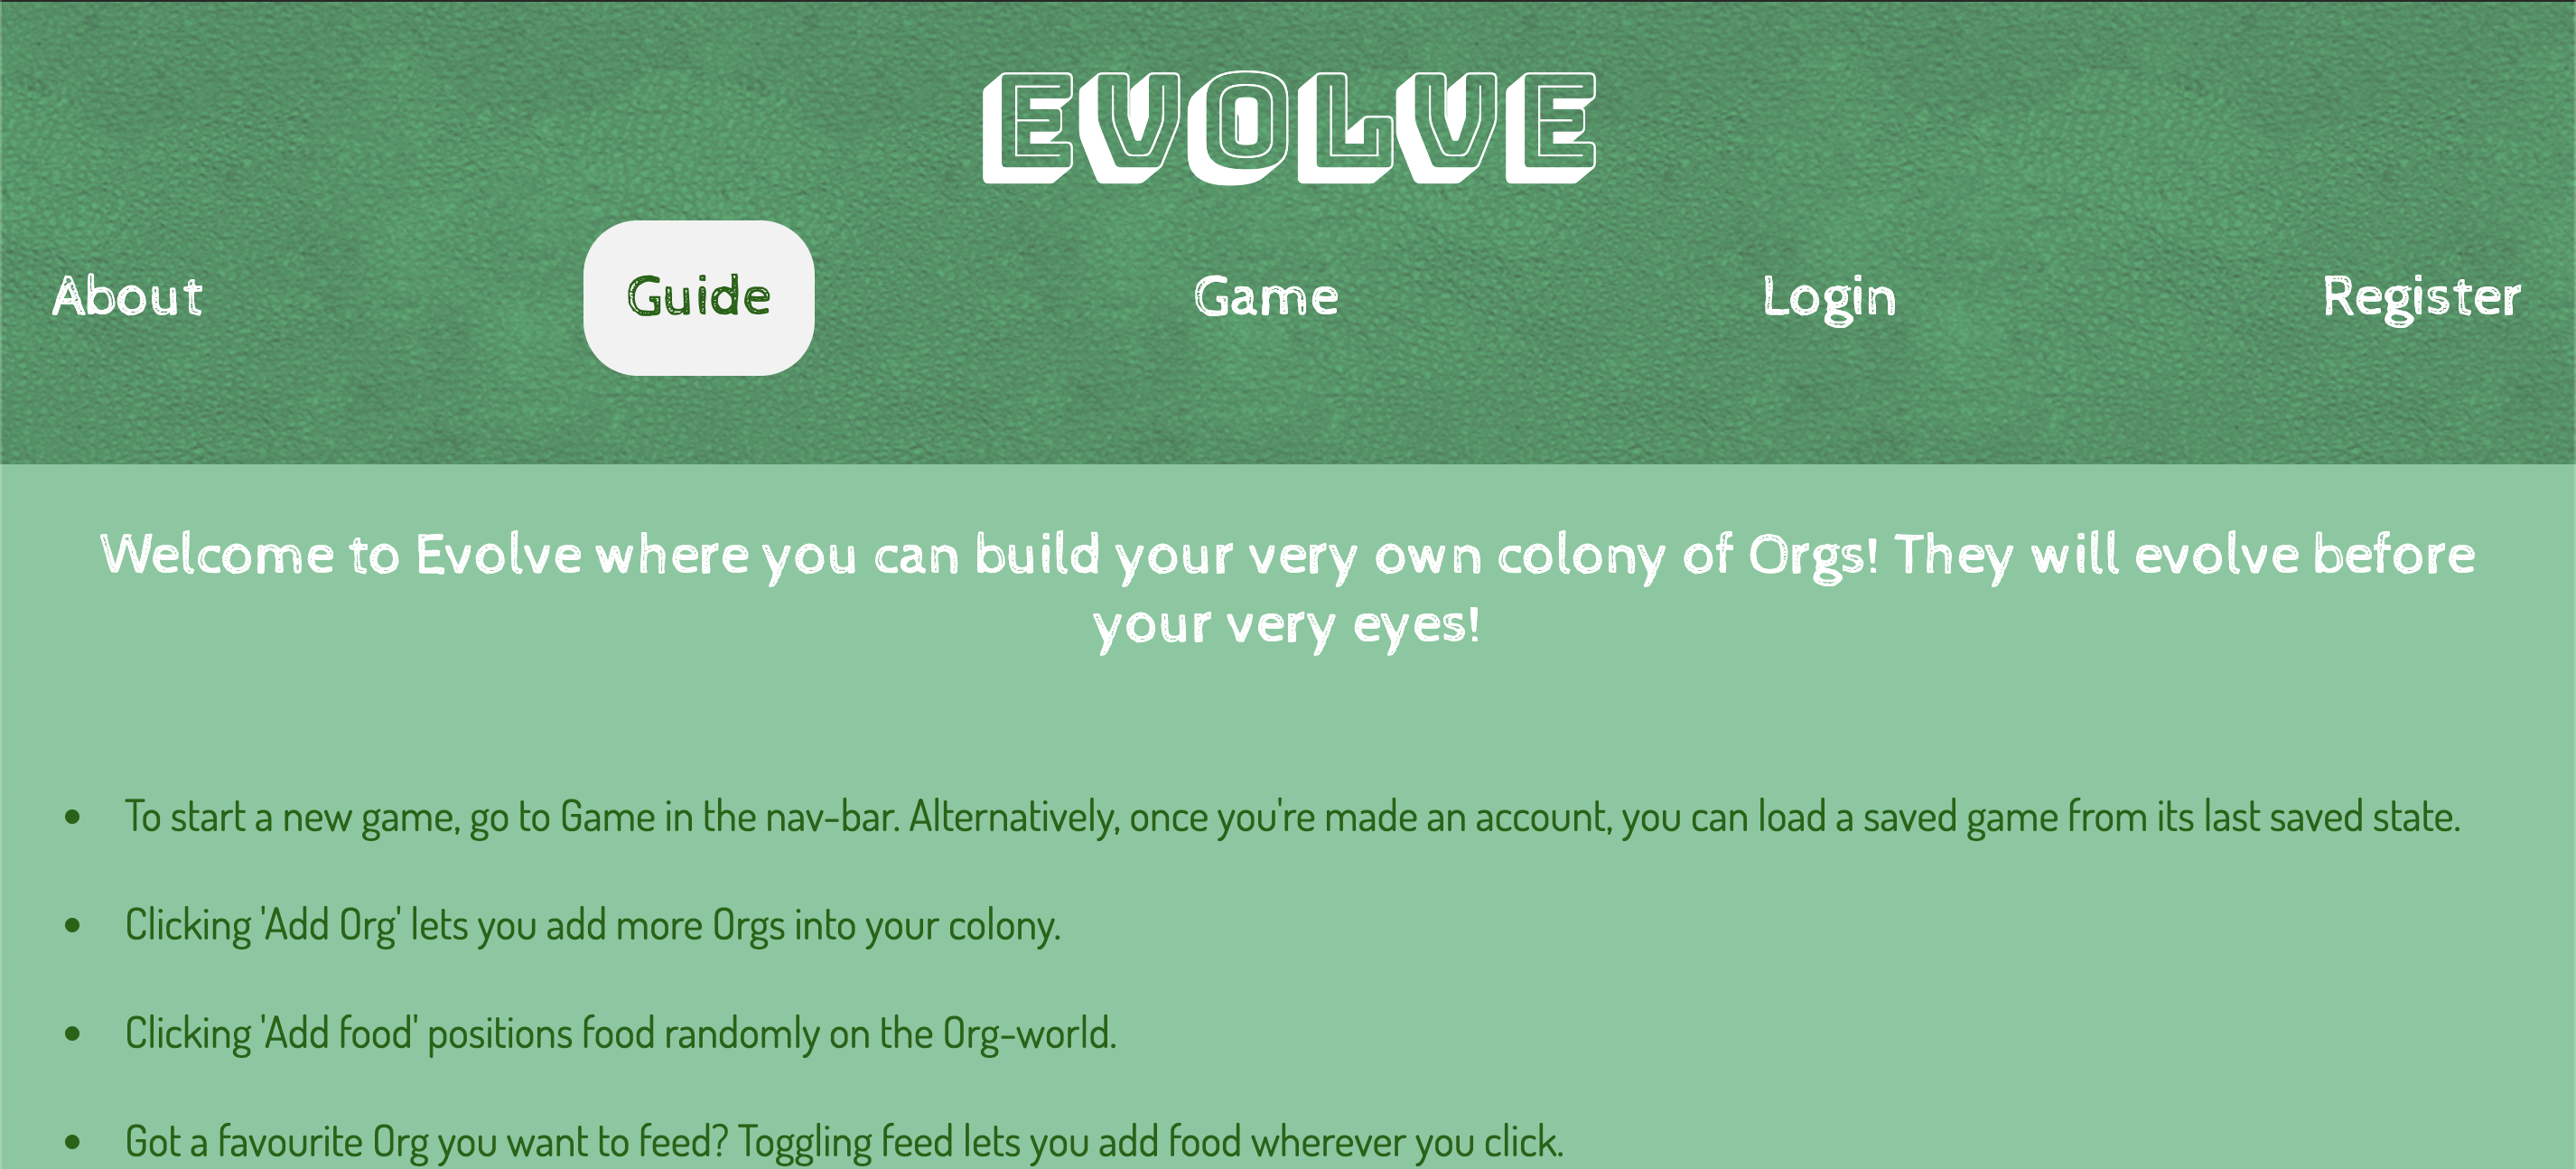 EVOLVE
About Guide Game Login Register
Welcome to Evolve where you can build your very own colony of Orgs! They will evolve before
your very eyes!
To start a new game, go to Game in the nav-bar. Alternatively, once you're made an account, you can load a saved game from its last saved state.
Clicking 'Add Org' lets you add more Orgs into your colony.
Clicking 'Add food' positions food randomly on the Org-world.
Got a favourite Org you want to feed? Toggling feed lets you add food wherever you click.